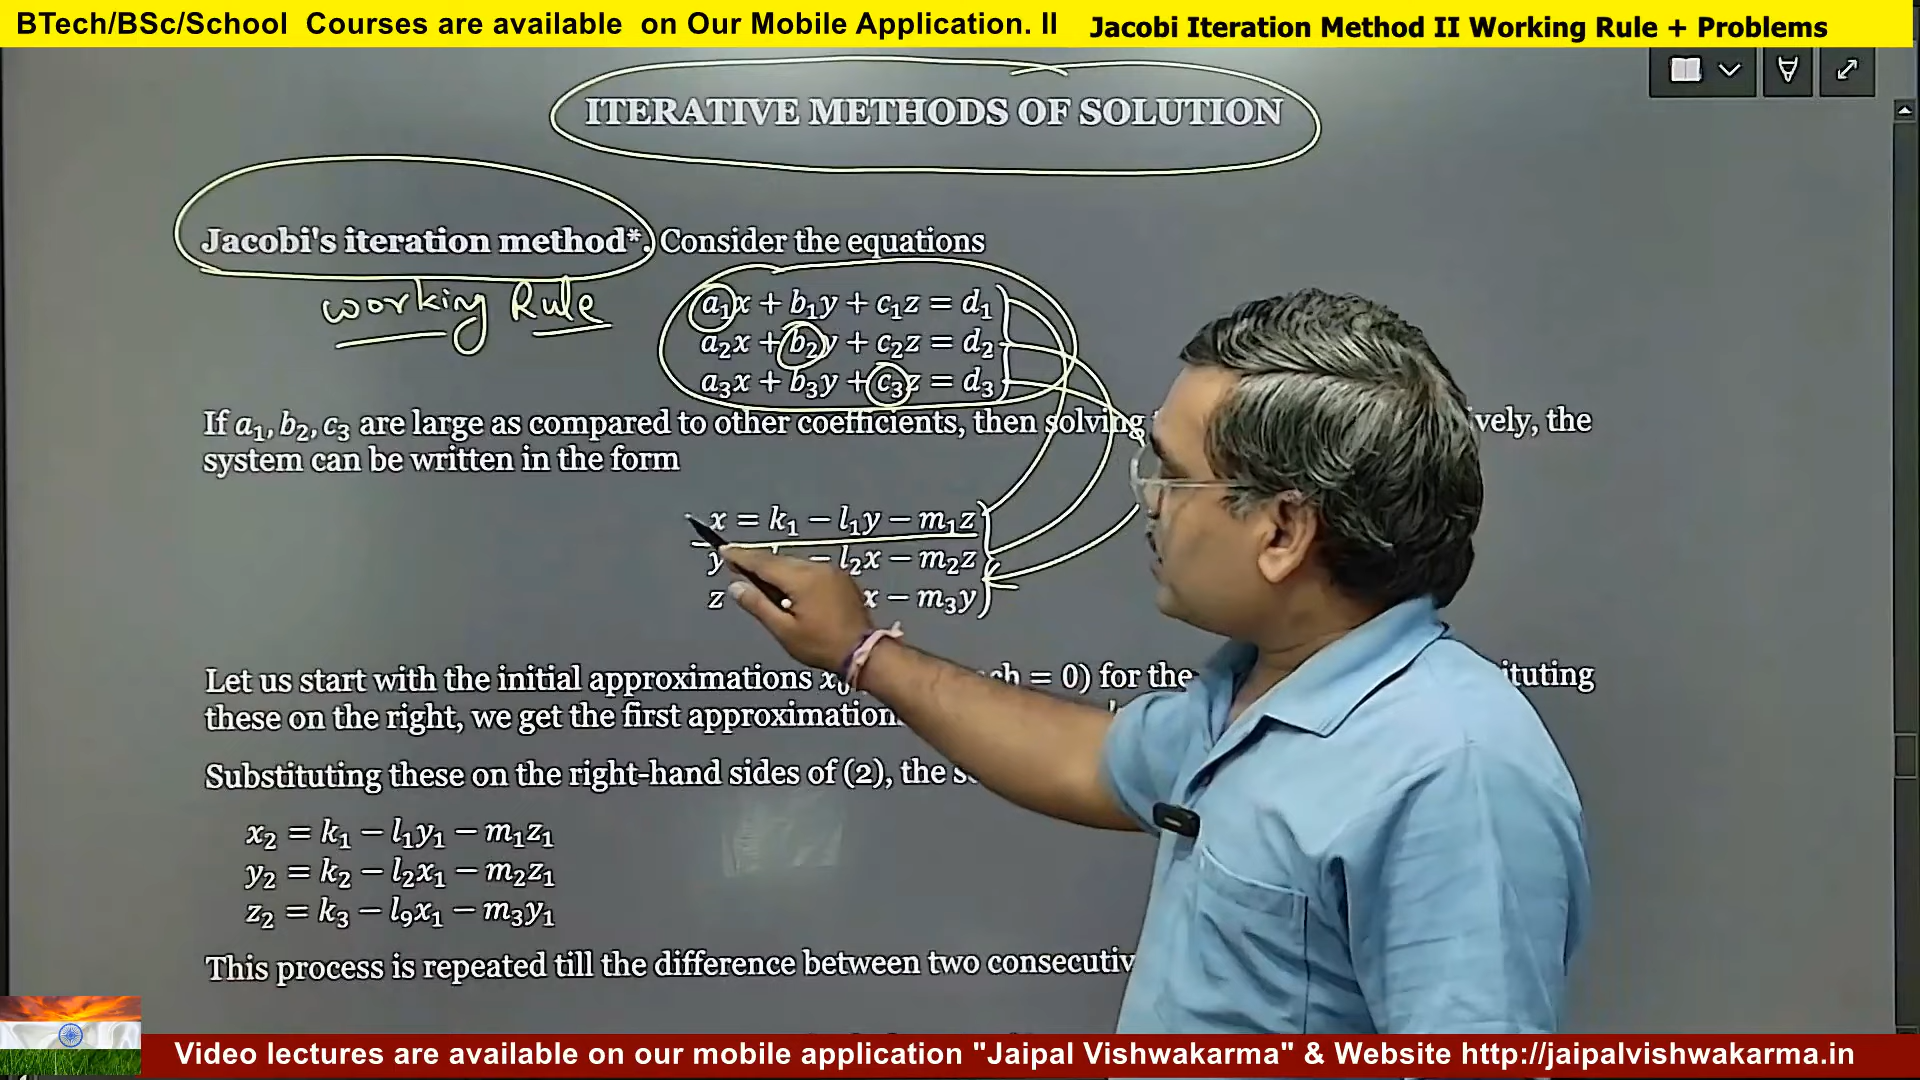 BTech/BSc/School Courses are available on Our Mobile Application. II Jacobi Iteration Method II Working Rule + Problems
ITERATIVE METHODS OF SOLUTION
Jacobi's iteration method*. Consider the equations
working Rule
a₁x + b₁y + c₁z = d₁
a₂x + b₂y + c₂z = d₂
a₃x + b₃y + c₃z = d₃
If a₁, b₂, c₃ are large as compared to other coefficients, then solving the
system can be written in the form
x = k₁ − l₁y − m₁z
y − l₂x − m₂z
z x − m₃y
Let us start with the initial approximations x₀ = 0) for the
these on the right, we get the first approximation
Substituting these on the right-hand sides of (2), the
x₂ = k₁ − l₁y₁ − m₁z₁
y₂ = k₂ − l₂x₁ − m₂z₁
z₂ = k₃ − l₉x₁ − m₃y₁
This process is repeated till the difference between two
Video lectures are available on our mobile application "Jaipal Vishwakarma" & Website http://jaipalvishwakarma.in